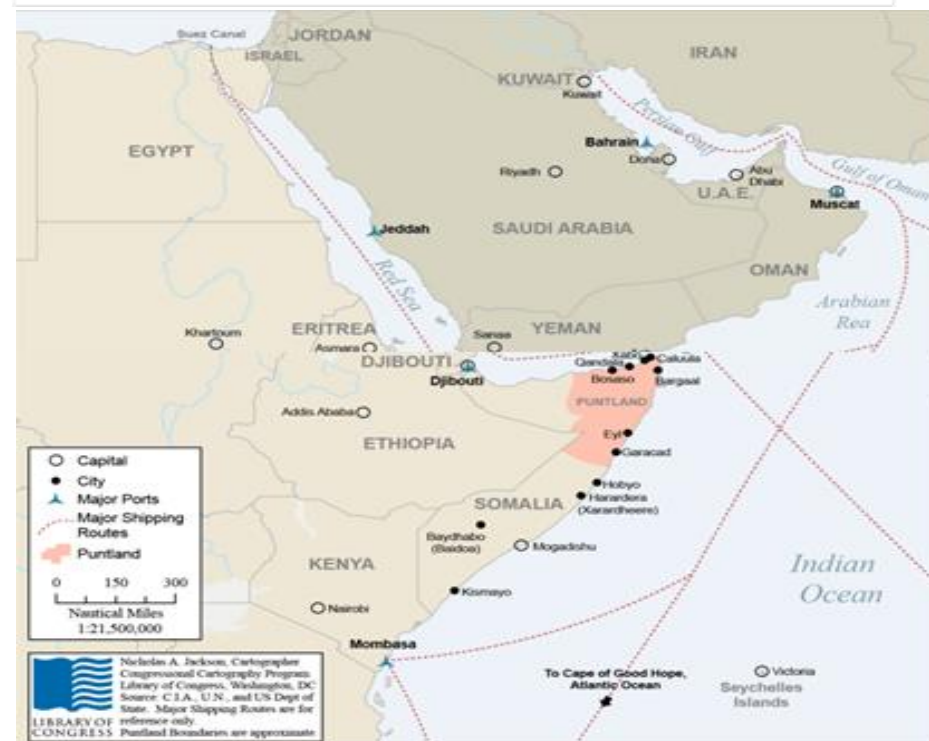 Suez Canal
JORDAN
ISRAEL
IRAN
KUWAIT
Kuwait
Persian Gulf
EGYPT
Bahrain
Doha
Riyadh
Abu
Dhabi
Gulf of Oman
U.A.E.
Muscat
Jeddah
SAUDI ARABIA
Red Sea
OMAN
Arabian
Rea
Khartoum
ERITREA
Sanaa
YEMAN
Asmara
DJIBOUTI
Caluula
Qandala
Djibouti
Bosaso
Bargaal
PUNTLAND
Addis Ababa
Eyl
ETHIOPIA
Garacad
Capital
City
Major Ports
Major Shipping
Routes
Puntland
0 150 300
Nautical Miles
1:21,500,000
Hobyo
SOMALIA
Harardera
(Xarardheere)
Baydhabo
(Baidoa)
Mogadishu
KENYA
Indian
Ocean
Kismayo
Nairobi
Mombasa
To Cape of Good Hope,
Atlantic Ocean
Victoria
Seychelles
Islands
LIBRARY OF
CONGRESS
Nicholas A. Jackson, Cartographer
Congressional Cartography Program
Library of Congress, Washington, DC
Source: C.I.A., U.N., and US Dept of
State. Major Shipping Routes are for
reference only.
Puntland Boundaries are approximate